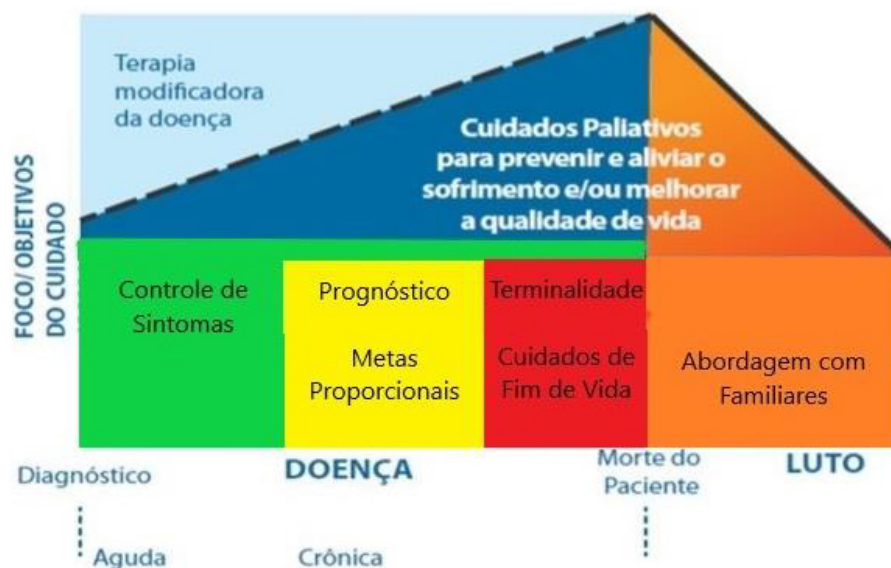 Terapia
modificadora
da doença
Cuidados Paliativos
para prevenir e aliviar o
sofrimento e/ou melhorar
a qualidade de vida
FOCO/ OBJETIVOS
DO CUIDADO
Controle de
Sintomas
Prognóstico
Metas
Proporcionais
Terminalidade
Cuidados de
Fim de Vida
Abordagem com
Familiares
Diagnóstico
DOENÇA
Morte do
Paciente
LUTO
Aguda
Crônica